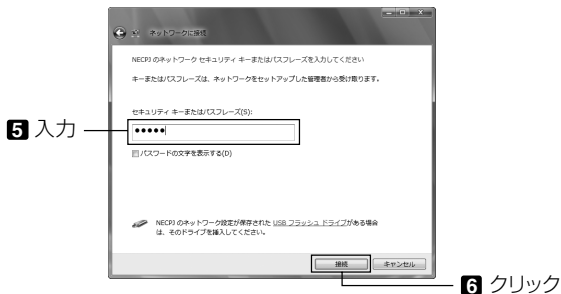 ネットワークに接続
NECPJ のネットワーク セキュリティ キーまたはパスフレーズを入力してください
キーまたはパスフレーズは、ネットワークをセットアップした管理者から受け取ります。
セキュリティ キーまたはパスフレーズ(S):
5 入力
●●●●●
パスワードの文字を表示する(D)
NECPJ のネットワーク設定が保存された USB フラッシュ ドライブがある場合
は、そのドライブを挿入してください。
接続
キャンセル
6 クリック